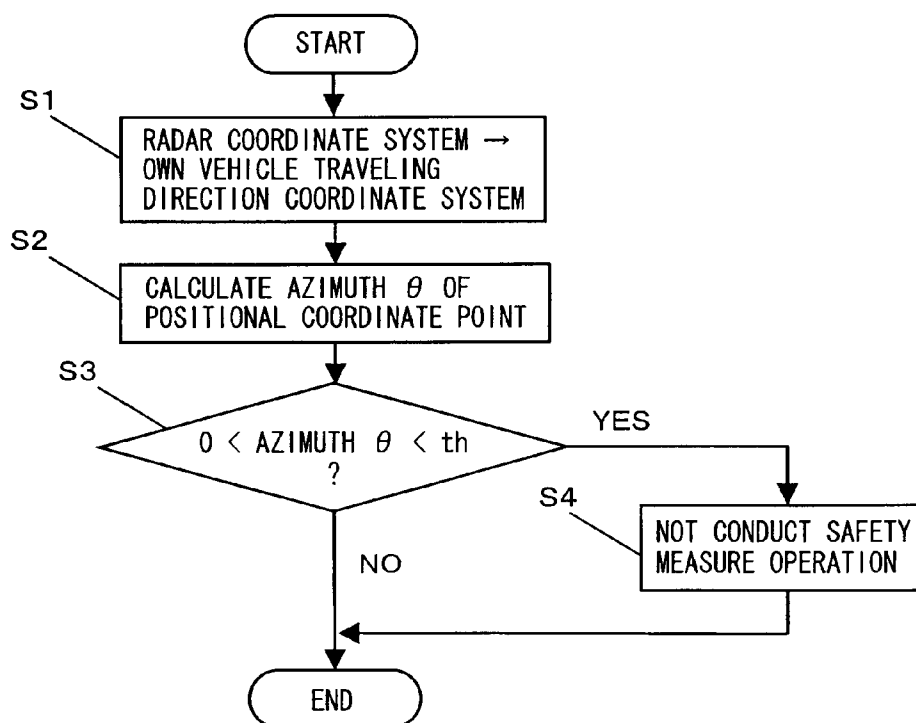 START
S1
RADAR COORDINATE SYSTEM →
OWN VEHICLE TRAVELING
DIRECTION COORDINATE SYSTEM
S2
CALCULATE AZIMUTH θ OF
POSITIONAL COORDINATE POINT
S3
0 < AZIMUTH θ < th
?
YES
S4
NOT CONDUCT SAFETY
MEASURE OPERATION
NO
END